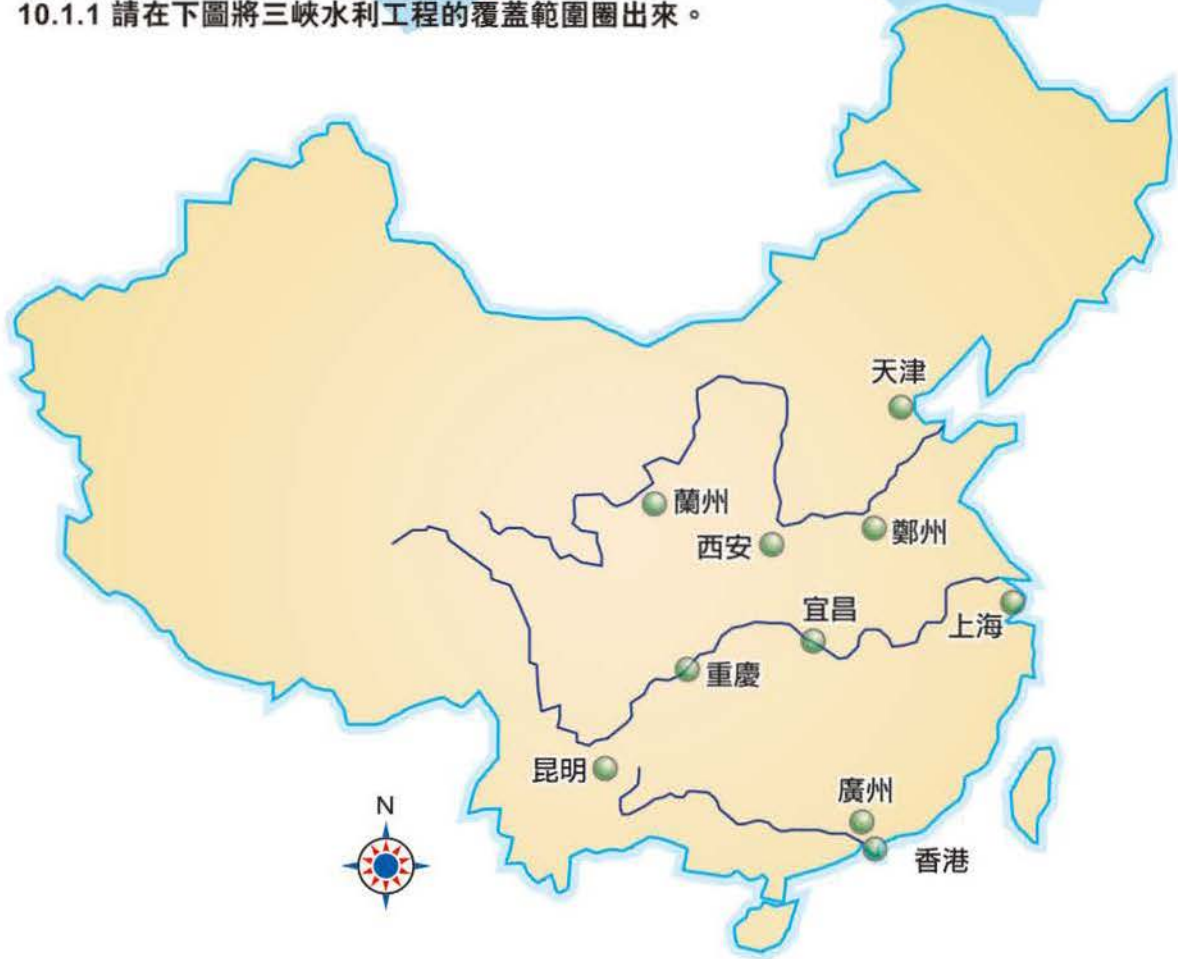 10.1.1 請在下圖將三峽水利工程的覆蓋範圍圈出來。
天津
蘭州
鄭州
西安
宜昌
上海
重慶
昆明
廣州
N
香港